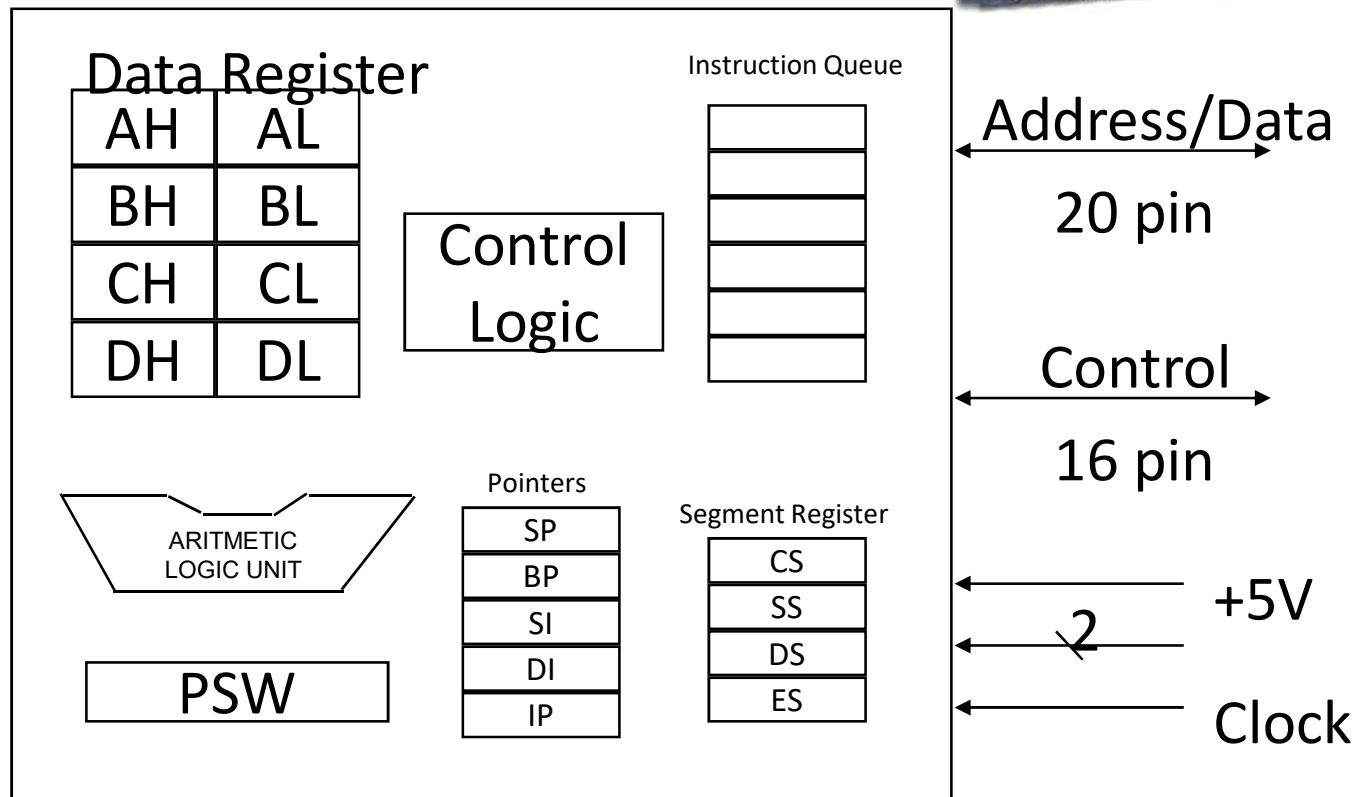 Data Register
AH AL
BH BL
CH CL
DH DL
Control
Logic
Instruction Queue
ARITMETIC
LOGIC UNIT
PSW
Pointers
SP
BP
SI
DI
IP
Segment Register
CS
SS
DS
ES
Address/Data
20 pin
Control
16 pin
+5V
2
Clock